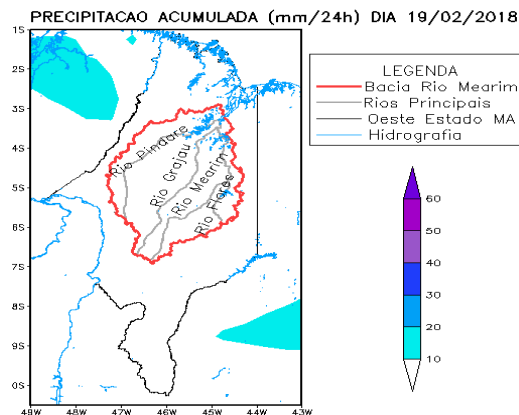 PRECIPITACAO ACUMULADA (mm/24h) DIA 19/02/2018
1S
2S
3S
4S
5S
6S
7S
8S
9S
0S
49W
48W
47W
46W
45W
44W
43W
Rio Pindare
Rio Grajau
Rio Mearim
Rio Flores
LEGENDA
Bacia Rio Mearim
Rios Principais
Oeste Estado MA
Hidrografia
60
50
40
30
20
10